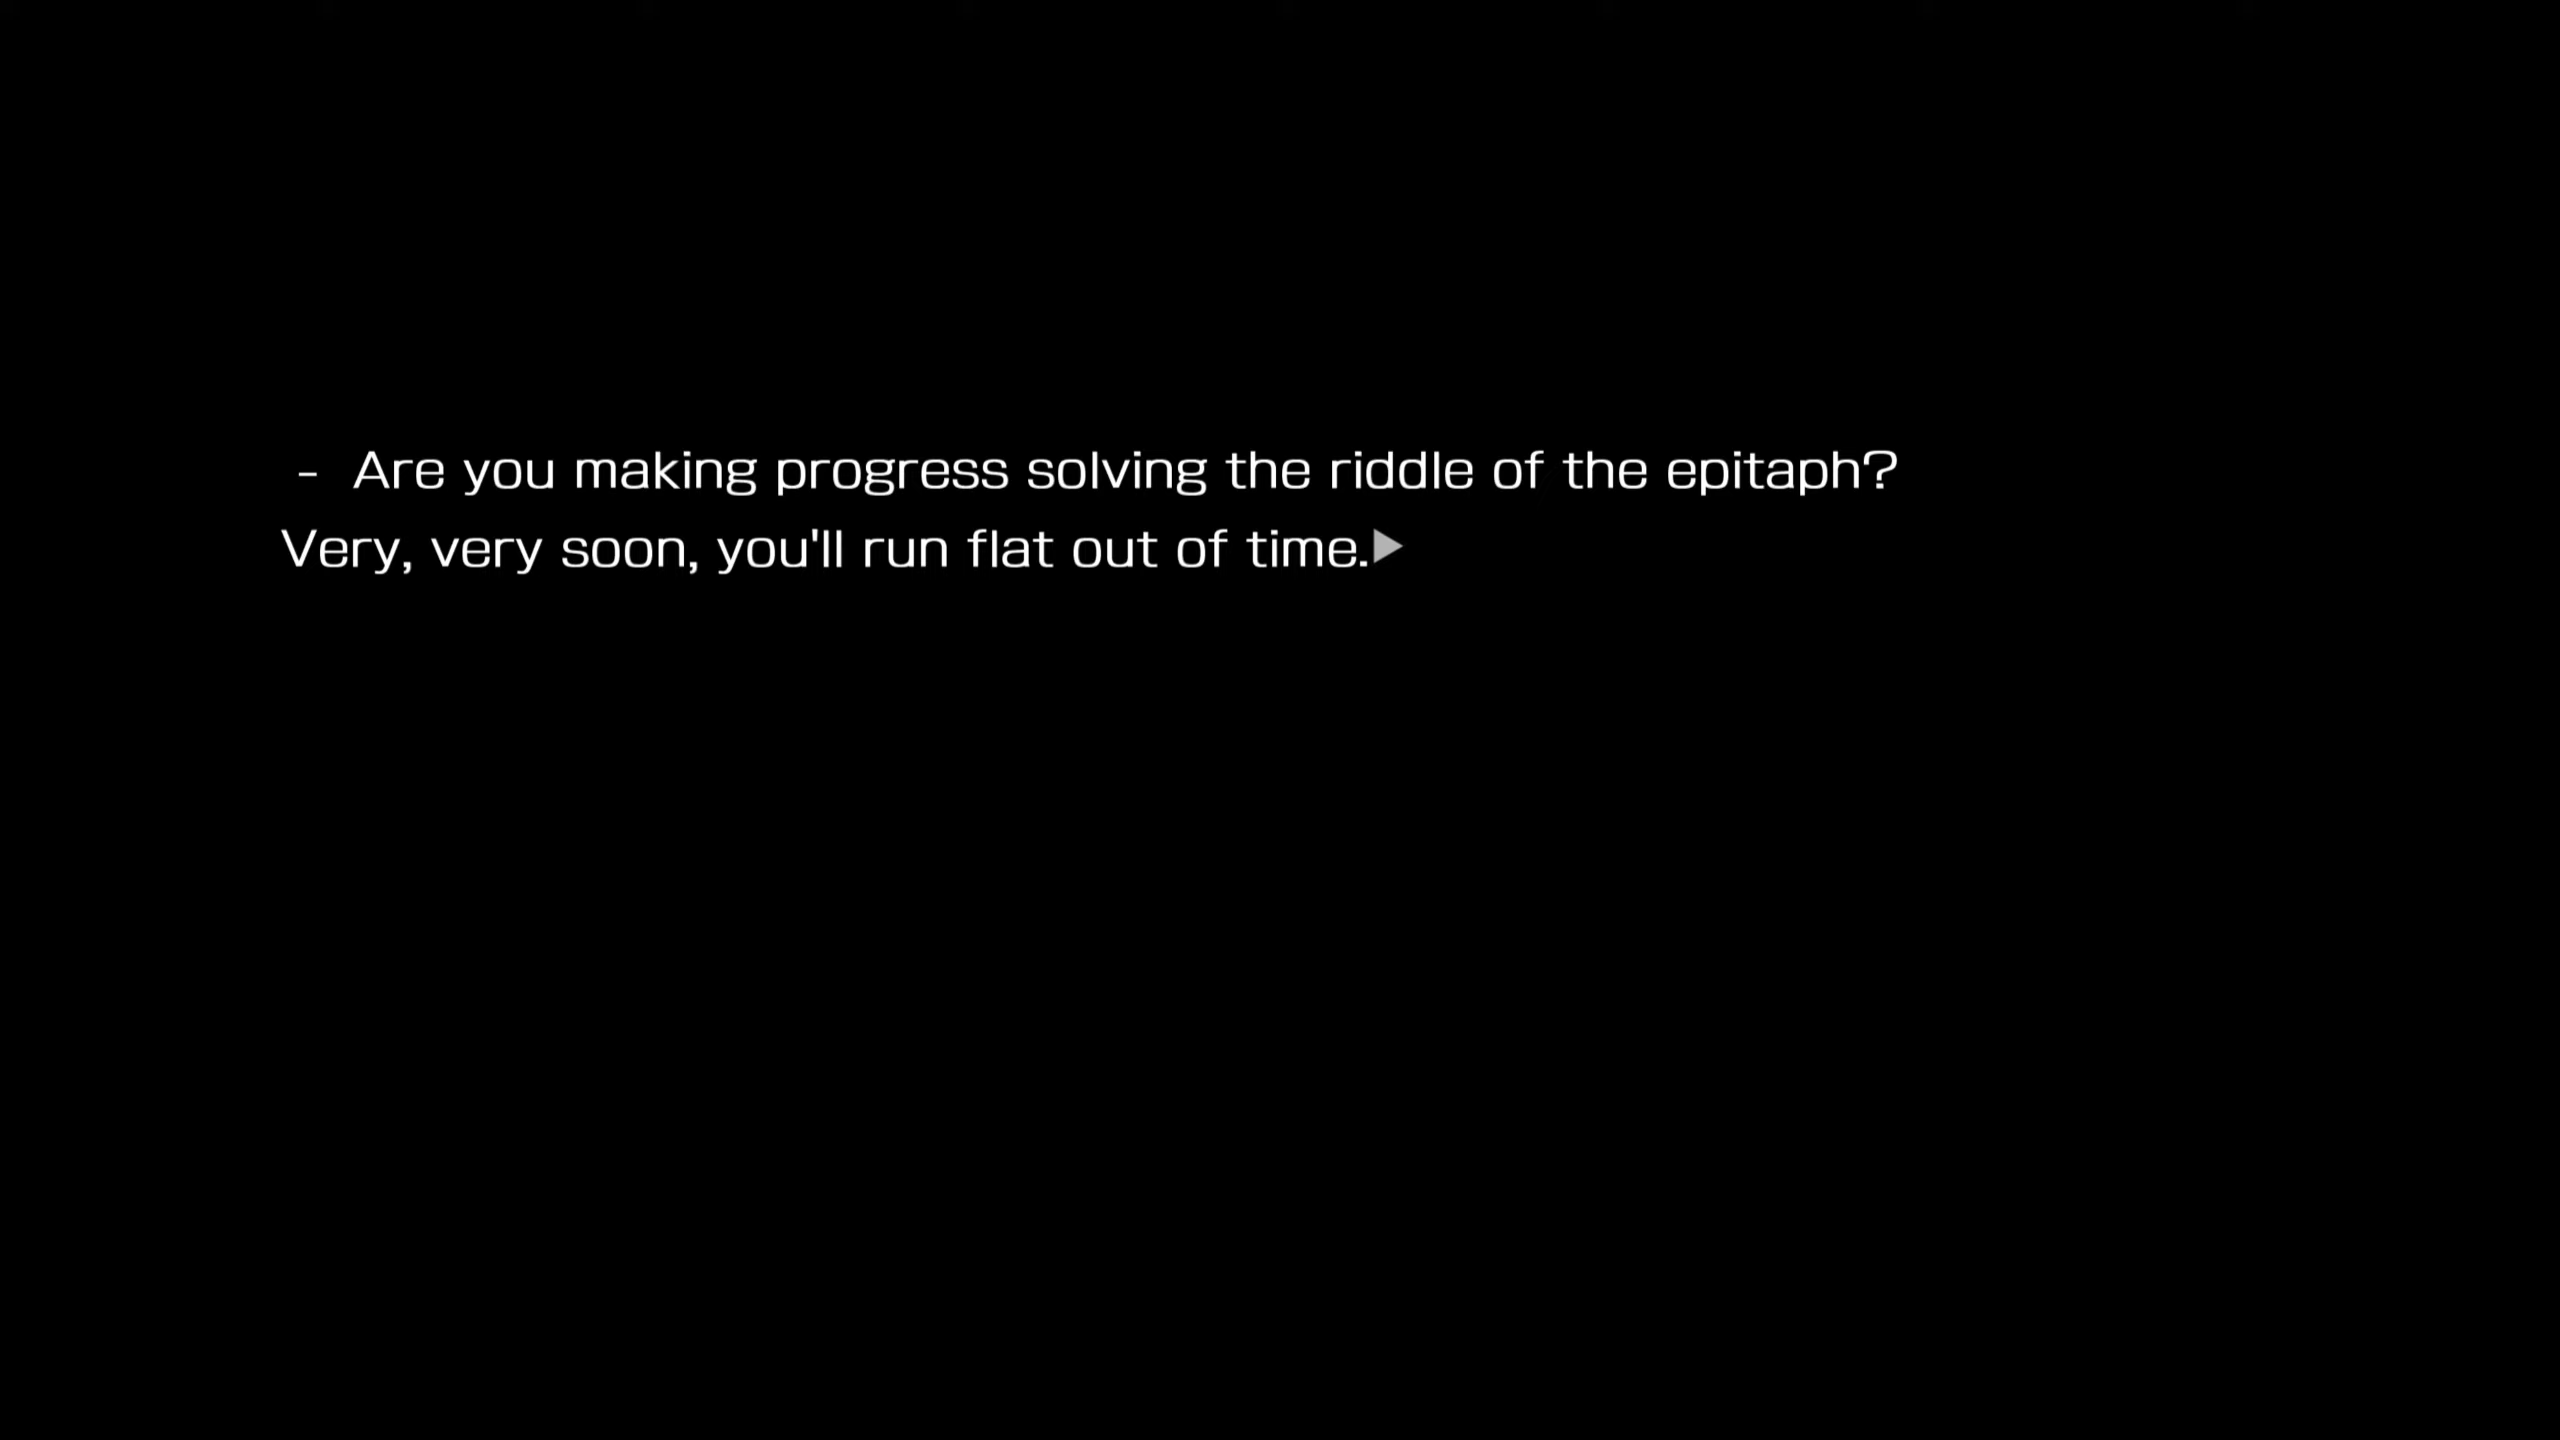 - Are you making progress solving the riddle of the epitaph?
Very, very soon, you'll run flat out of time.